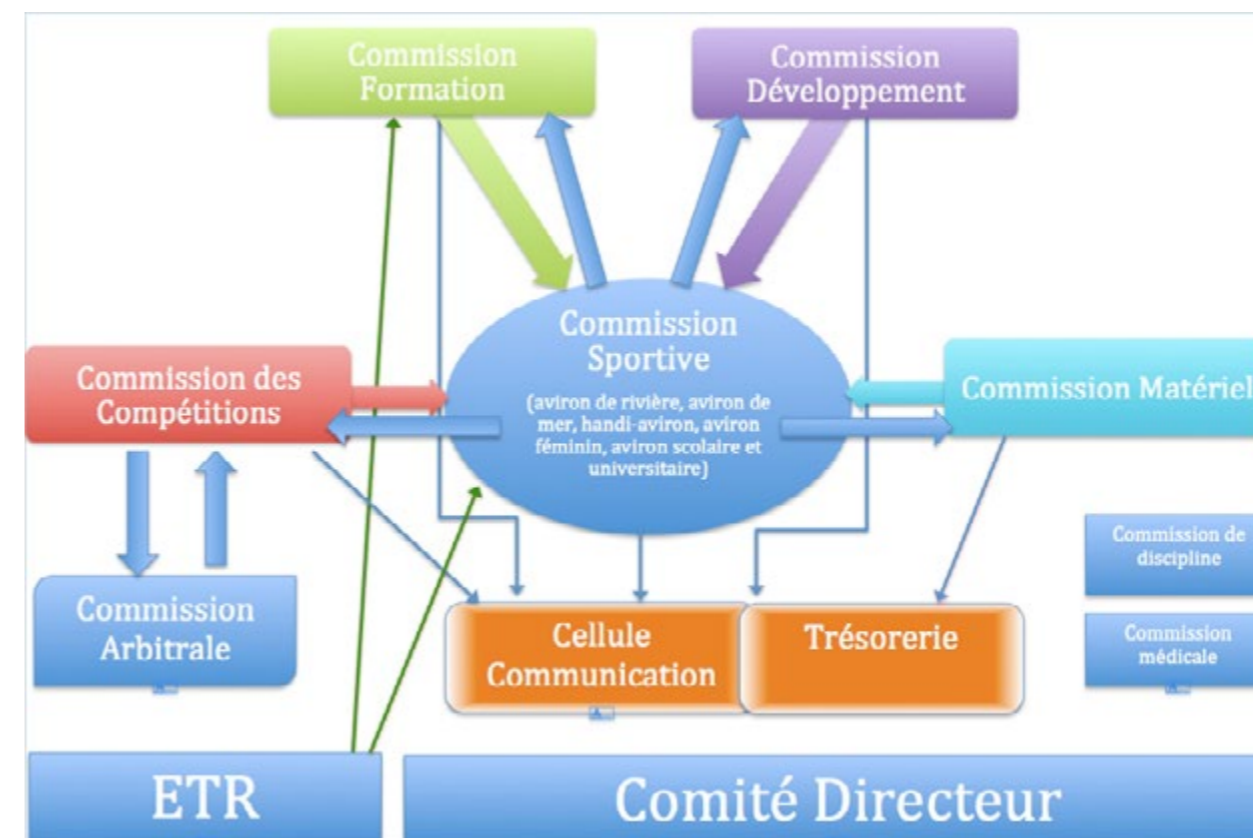 Commission
Formation
Commission
Développement
Commission
Sportive
(aviron de rivière, aviron de
mer, handi-aviron, aviron
féminin, aviron scolaire et
universitaire)
Commission des
Compétitions
Commission Matériel
Commission
Arbitrale
Cellule
Communication
Trésorerie
Commission de
discipline
Commission
médicale
ETR
Comité Directeur